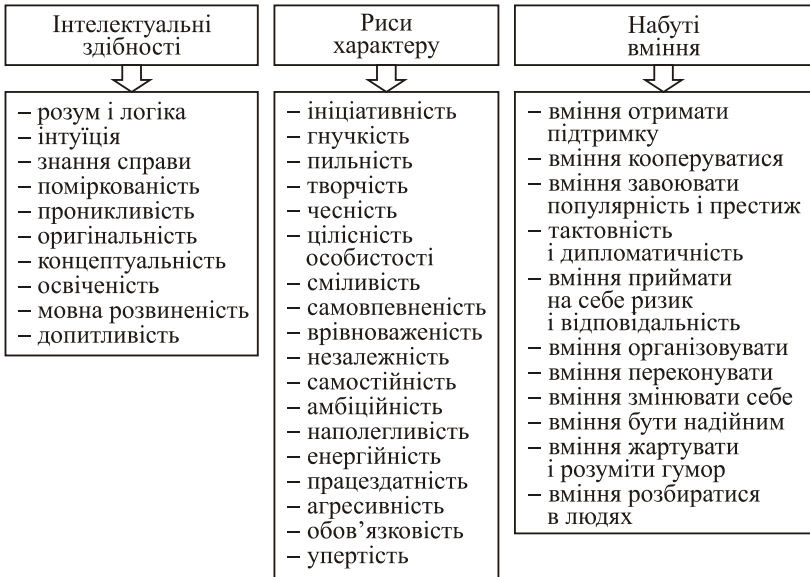 Інтелектуальні
здібності
– розум і логіка
– інтуїція
– знання справи
– поміркованість
– проникливість
– оригінальність
– концептуальність
– освіченість
– мовна розвиненість
– допитливість
Риси
характеру
– ініціативність
– гнучкість
– пильність
– творчість
– чесність
– цілісність
особистості
– сміливість
– самовпевненість
– врівноваженість
– незалежність
– самостійність
– амбіційність
– наполегливість
– енергійність
– працездатність
– агресивність
– обов’язковість
– упертість
Набуті
вміння
– вміння отримати
підтримку
– вміння кооперуватися
– вміння завоювати
популярність і престиж
– тактовність
і дипломатичність
– вміння приймати
на себе ризик
і відповідальність
– вміння організовувати
– вміння переконувати
– вміння змінювати себе
– вміння бути надійним
– вміння жартувати
і розуміти гумор
– вміння розбиратися
в людях